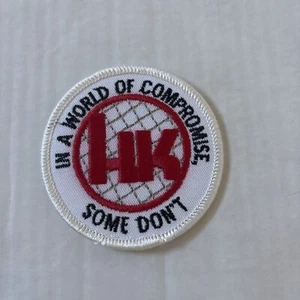 IN A WORLD OF COMPROMISE,
HK
SOME DON'T